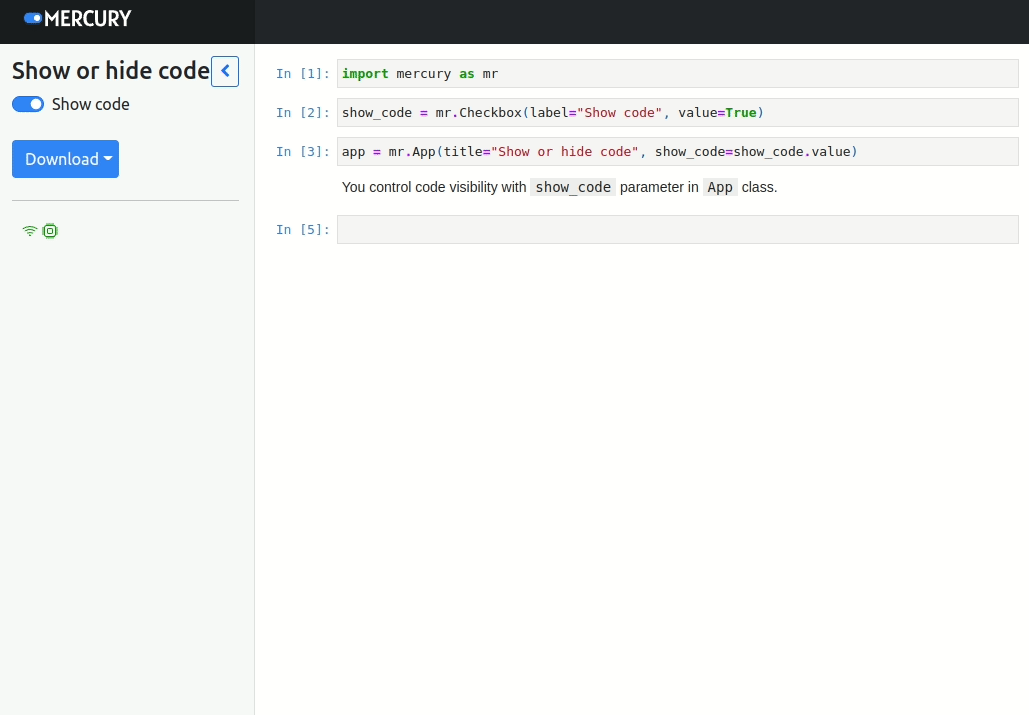 MERCURY
Show or hide code
Show code
Download
In [1]: import mercury as mr
In [2]: show_code = mr.Checkbox(label="Show code", value=True)
In [3]: app = mr.App(title="Show or hide code", show_code=show_code.value)
You control code visibility with show_code parameter in App class.
In [5]: